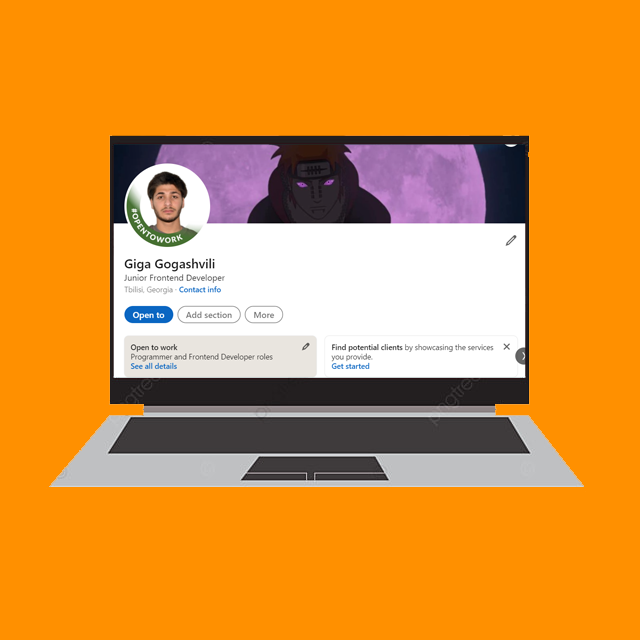 #OPENTOWORK
Giga Gogashvili
Junior Frontend Developer
Tbilisi, Georgia · Contact info
Open to
Add section
More
Open to work
Programmer and Frontend Developer roles
See all details
Find potential clients by showcasing the services
you provide.
Get started
pngtree